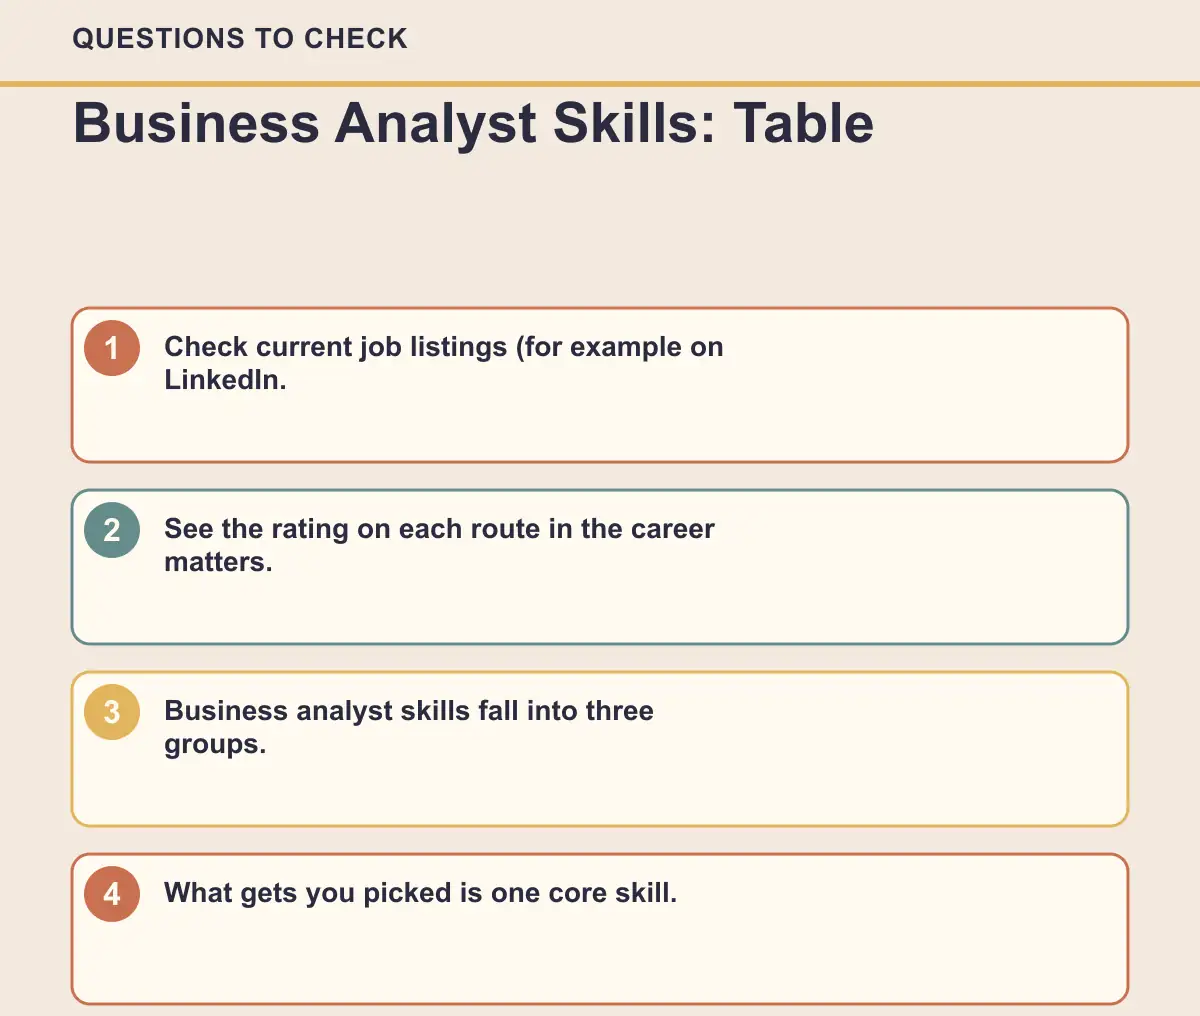 QUESTIONS TO CHECK
Business Analyst Skills: Table
1
Check current job listings (for example on
LinkedIn.
2
See the rating on each route in the career
matters.
3
Business analyst skills fall into three
groups.
4
What gets you picked is one core skill.